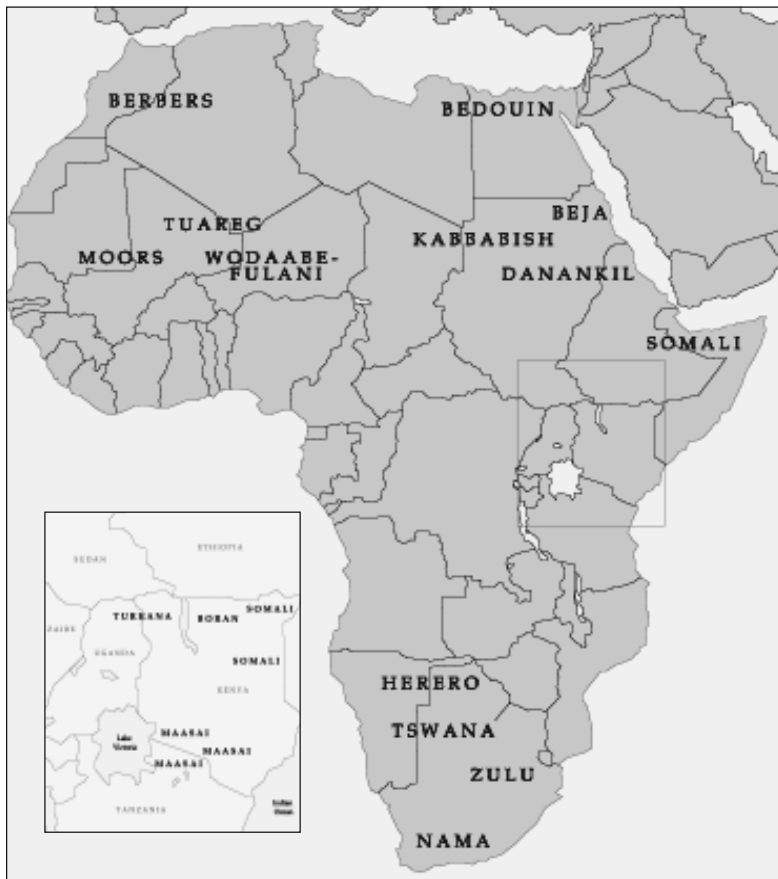 BERBERS
BEDOUIN
BEJA
TUAREG
KABBABISH
MOORS
WODAABE-
FULANI
DANANKIL
SOMALI
HERERO
TSWANA
ZULU
NAMA
ETHIOPIA
SUDAN
SOMALI
TURKANA
BORAN
ZAIRE
UGANDA
SOMALI
KENYA
MAASAI
Lake
Victoria
MAASAI
MAASAI
Indian
Ocean
TANZANIA